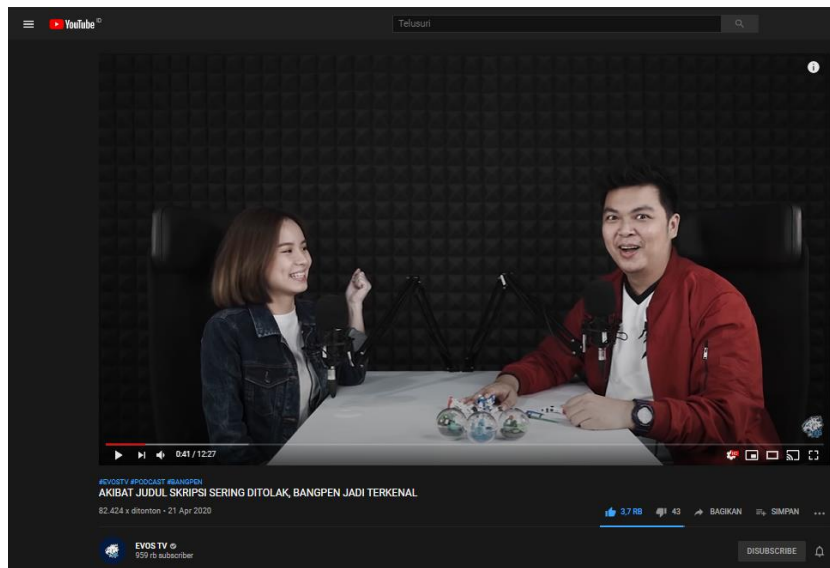 YouTube ID
Telusuri
0:41 / 12:27
#EVOSTV #PODCAST #BANGPEN
AKIBAT JUDUL SKRIPSI SERING DITOLAK, BANGPEN JADI TERKENAL
82.424 x ditonton • 21 Apr 2020
3,7 RB 43 BAGIKAN SIMPAN
EVOS TV
959 rb subscriber
DISUBSCRIBE